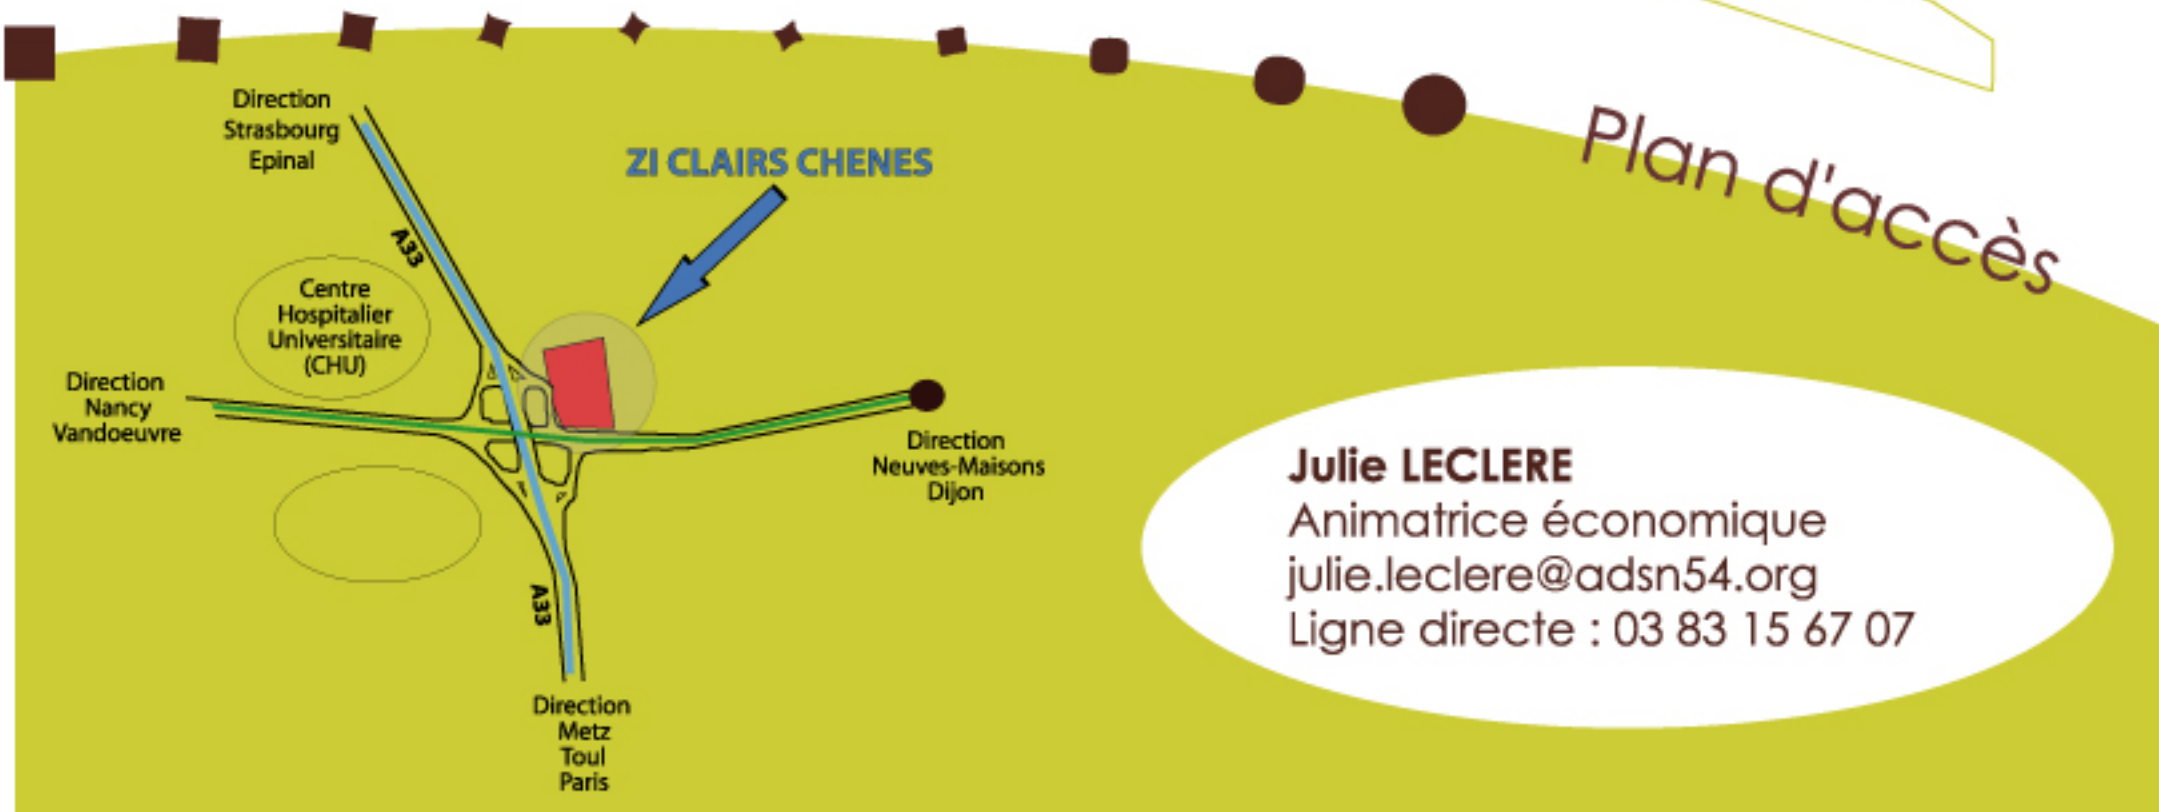 Plan d'accès
Direction
Strasbourg
Epinal
ZI CLAIRS CHENES
A33
Centre
Hospitalier
Universitaire
(CHU)
Direction
Nancy
Vandoeuvre
Direction
Neuves-Maisons
Dijon
A33
Direction
Metz
Toul
Paris
Julie LECLERE
Animatrice économique
julie.leclere@adsn54.org
Ligne directe : 03 83 15 67 07